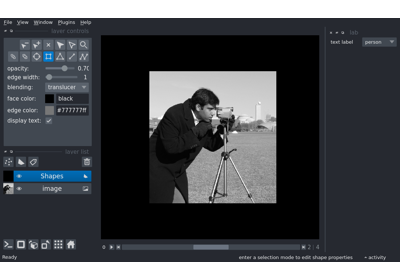 File View Window Plugins Help
layer controls
opacity: 0.70
edge width: 1
blending: translucen
face color: black
edge color: #777777ff
display text:
layer list
Shapes
image
text label person
0
2 4
Ready
enter a selection mode to edit shape properties
activity